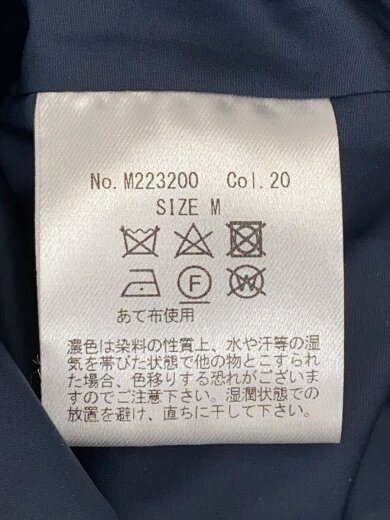 No.M223200 Col.20
SIZE M
F W
あて布使用
濃色は染料の性質上、水や汗等の湿
気を帯びた状態で他の物とこすられ
た場合、色移りする恐れがございま
すのでご注意下さい。湿潤状態での
放置を避け、直ちに干して下さい。